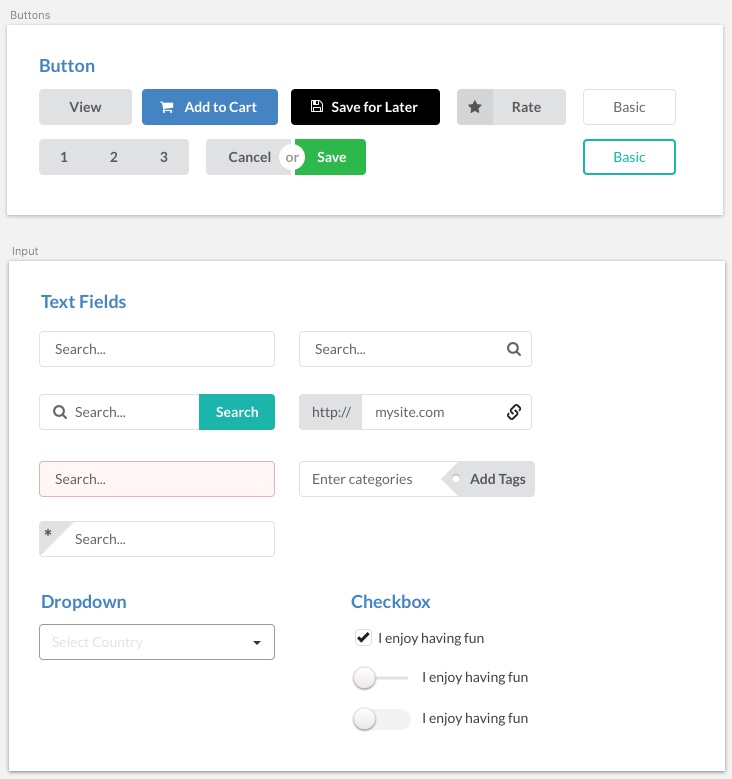 Buttons
Button
View Add to Cart Save for Later Rate Basic
1 2 3 Cancel or Save Basic
Input
Text Fields
Search... Search...
Search... Search http:// mysite.com
Search... Enter categories Add Tags
* Search...
Dropdown Checkbox
Select Country I enjoy having fun
I enjoy having fun
I enjoy having fun